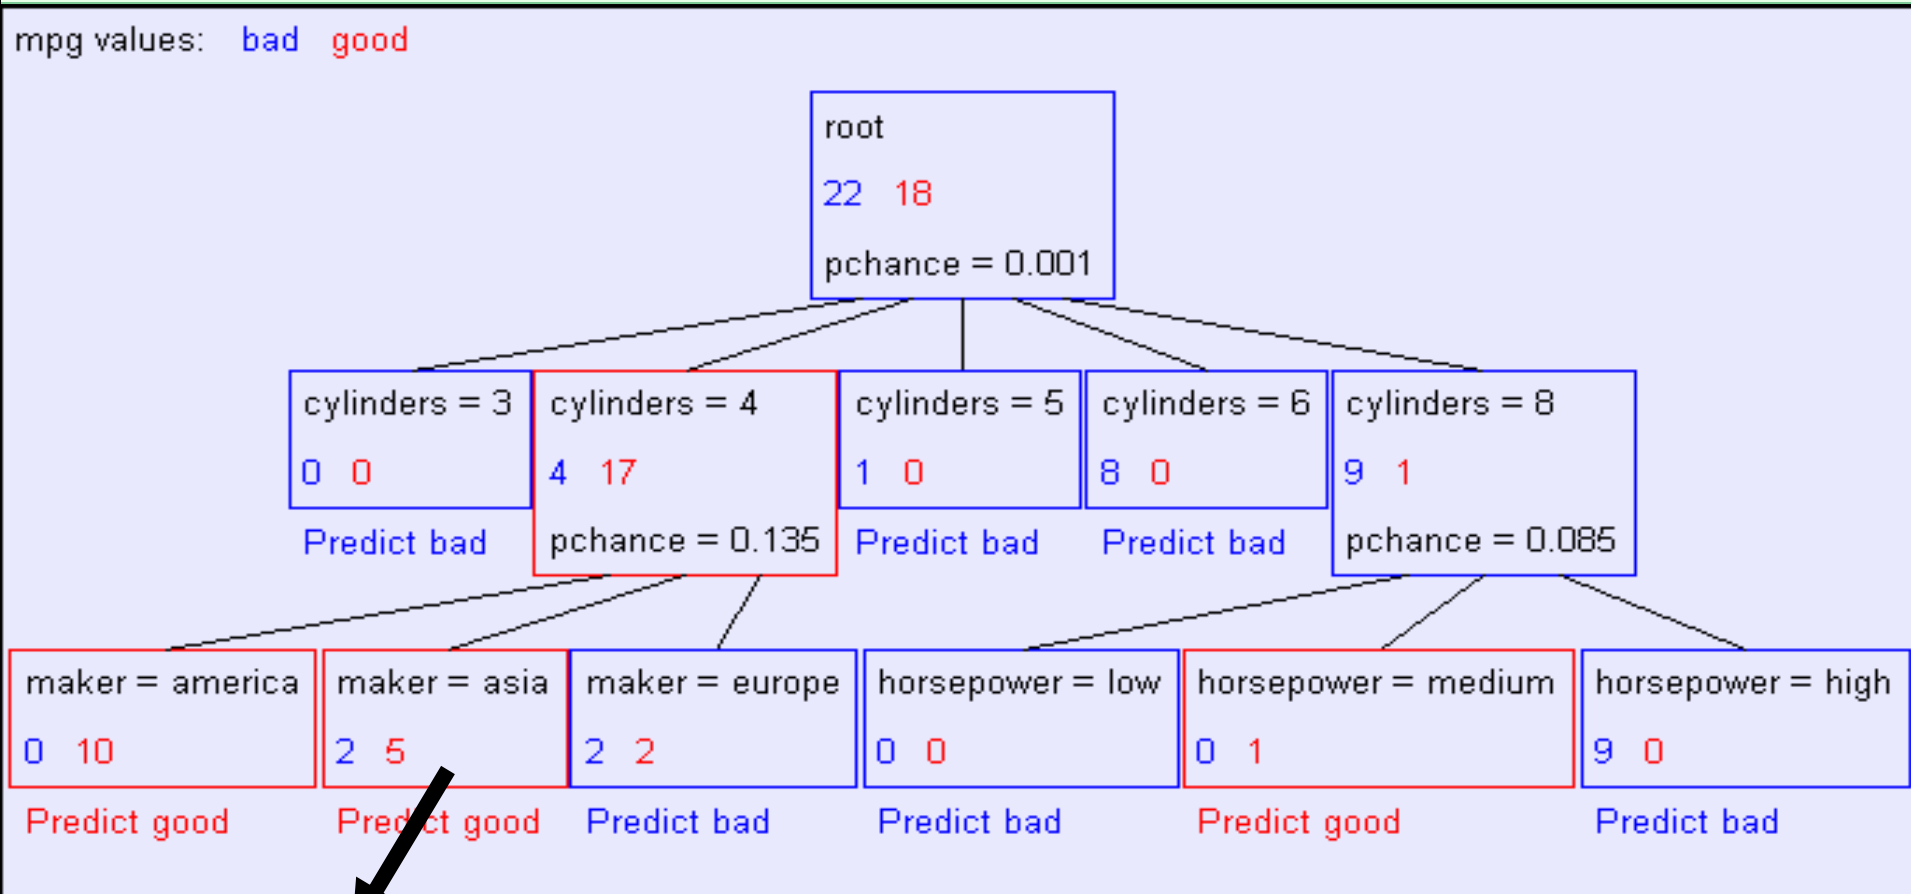 mpg values: bad good
root
22 18
pchance = 0.001
cylinders = 3
0 0
Predict bad
cylinders = 4
4 17
pchance = 0.135
cylinders = 5
1 0
Predict bad
cylinders = 6
8 0
Predict bad
cylinders = 8
9 1
pchance = 0.085
maker = america
0 10
Predict good
maker = asia
2 5
Predict good
maker = europe
2 2
Predict bad
horsepower = low
0 0
Predict bad
horsepower = medium
0 1
Predict good
horsepower = high
9 0
Predict bad